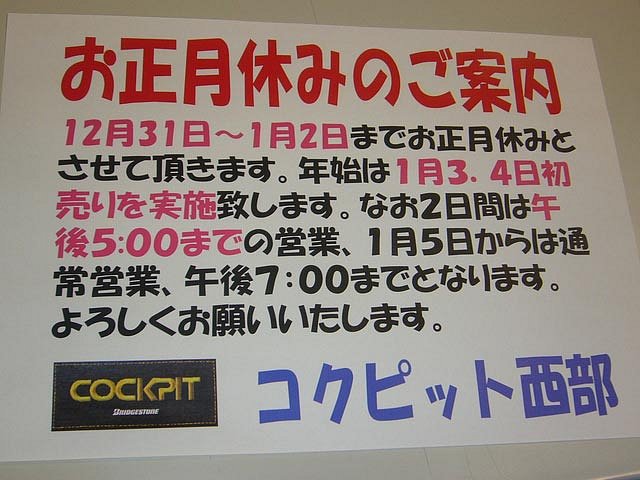 お正月休みのご案内
12月31日～1月2日までお正月休みと
させて頂きます。年始は1月3．4日初
売りを実施致します。なお2日間は午
後5:00までの営業、1月5日からは通
常営業、午後7:00までとなります。
よろしくお願いいたします。
COCKPIT
BRIDGESTONE
コクピット西部